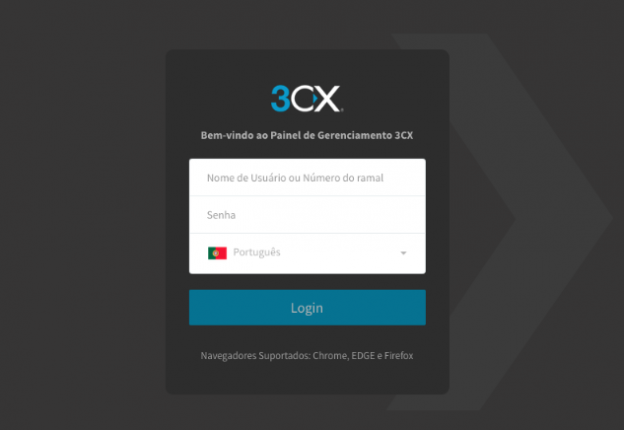 3CX
Bem-vindo ao Painel de Gerenciamento 3CX
Nome de Usuário ou Número do ramal
Senha
Português
Login
Navegadores Suportados: Chrome, EDGE e Firefox